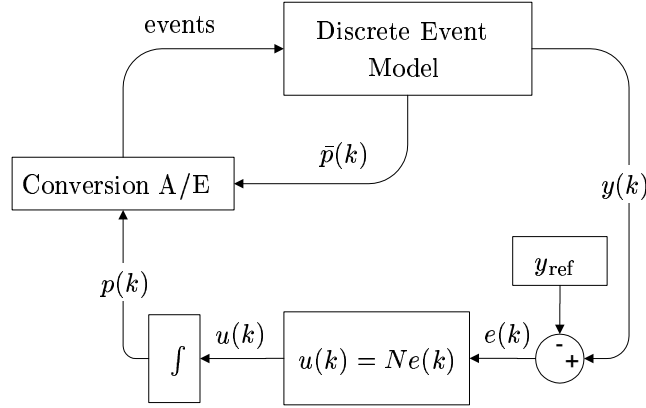 events
Discrete Event
Model
p̄(k)
Conversion A/E
y(k)
y_ref
p(k)
u(k)
e(k)
-
+
∫
u(k) = Ne(k)